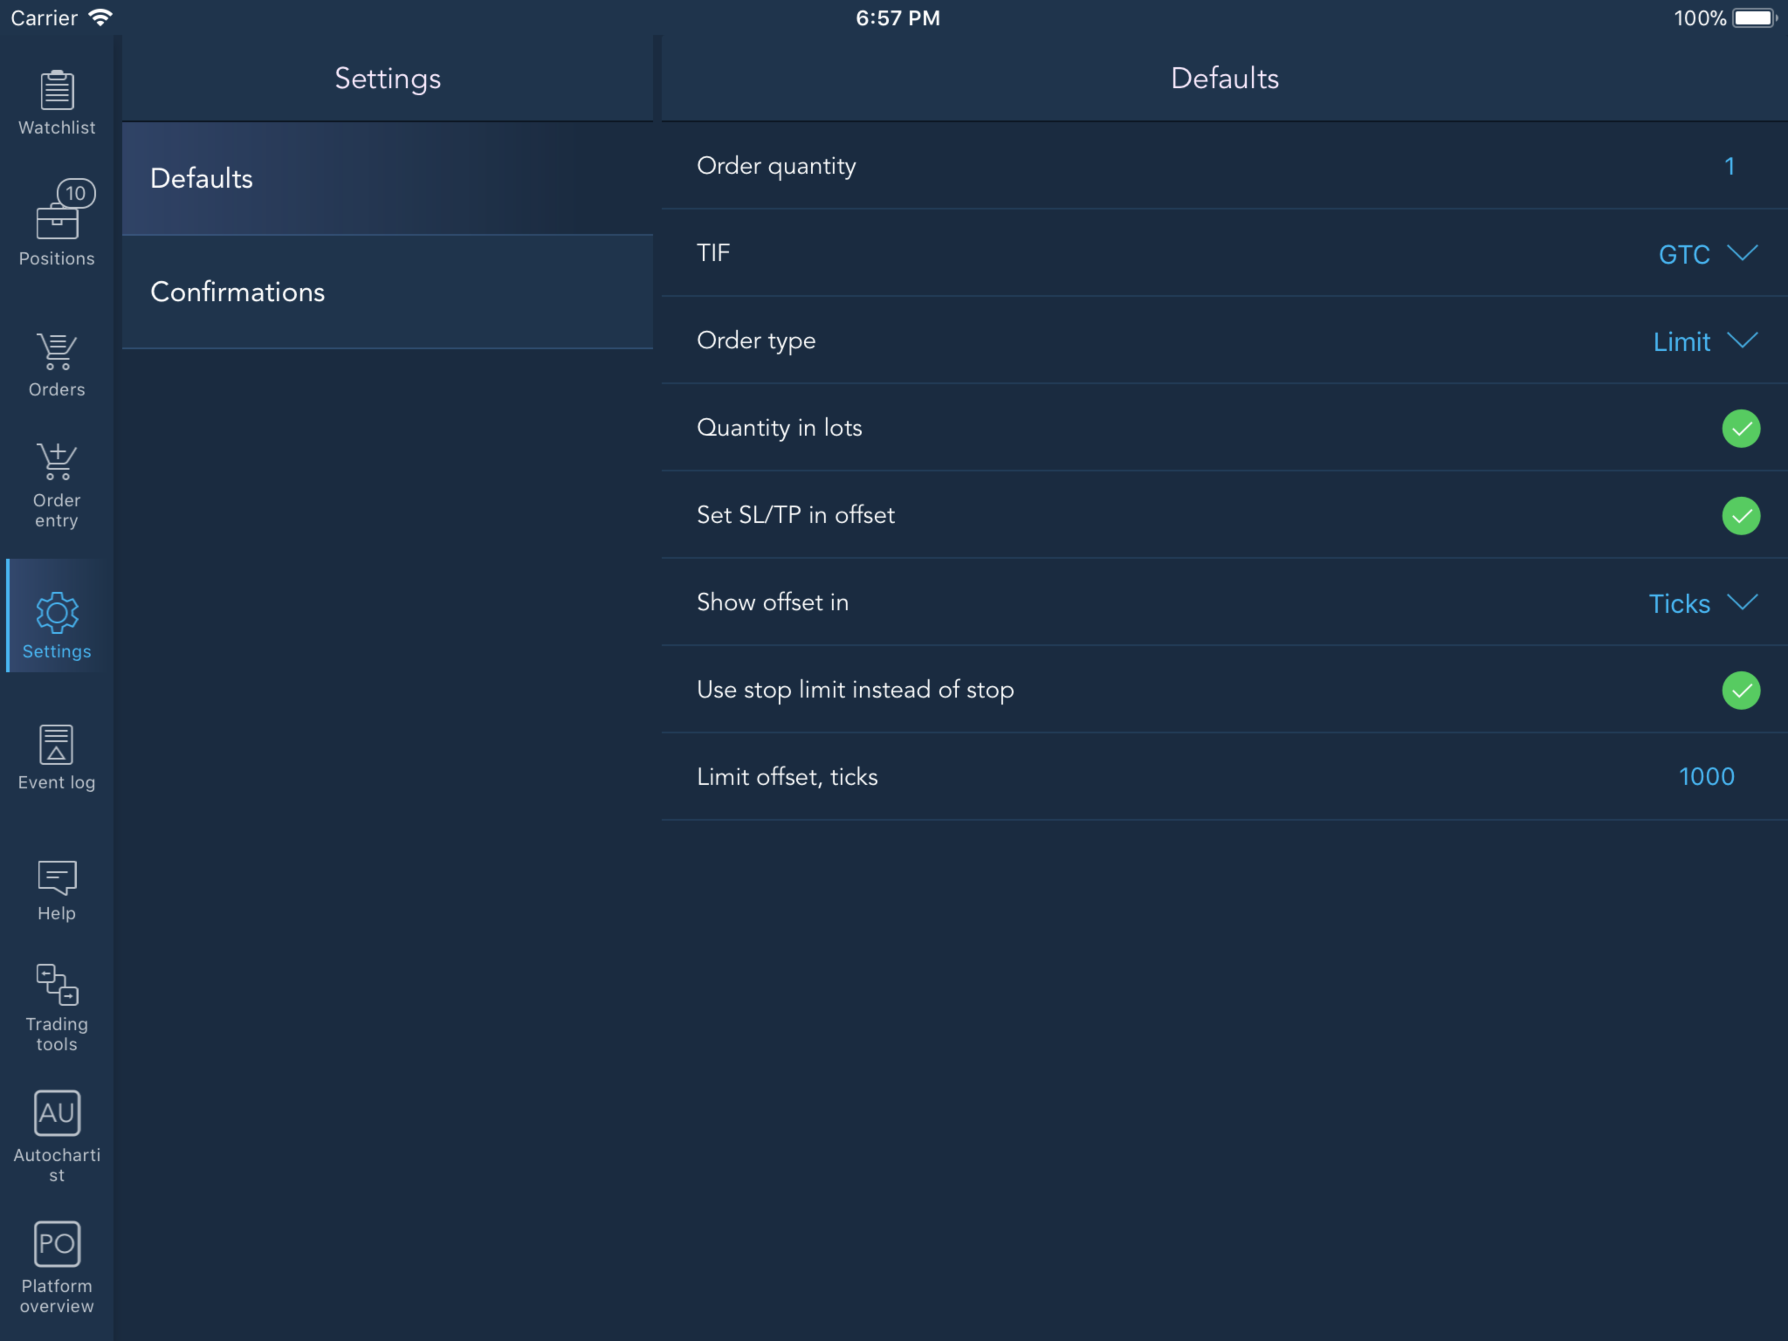 Carrier
6:57 PM
100%
Watchlist
10
Positions
Orders
Order
entry
Settings
Event log
Help
Trading
tools
AU
Autocharti
st
PO
Platform
overview
Settings
Defaults
Confirmations
Defaults
Order quantity 1
TIF GTC
Order type Limit
Quantity in lots
Set SL/TP in offset
Show offset in Ticks
Use stop limit instead of stop
Limit offset, ticks 1000